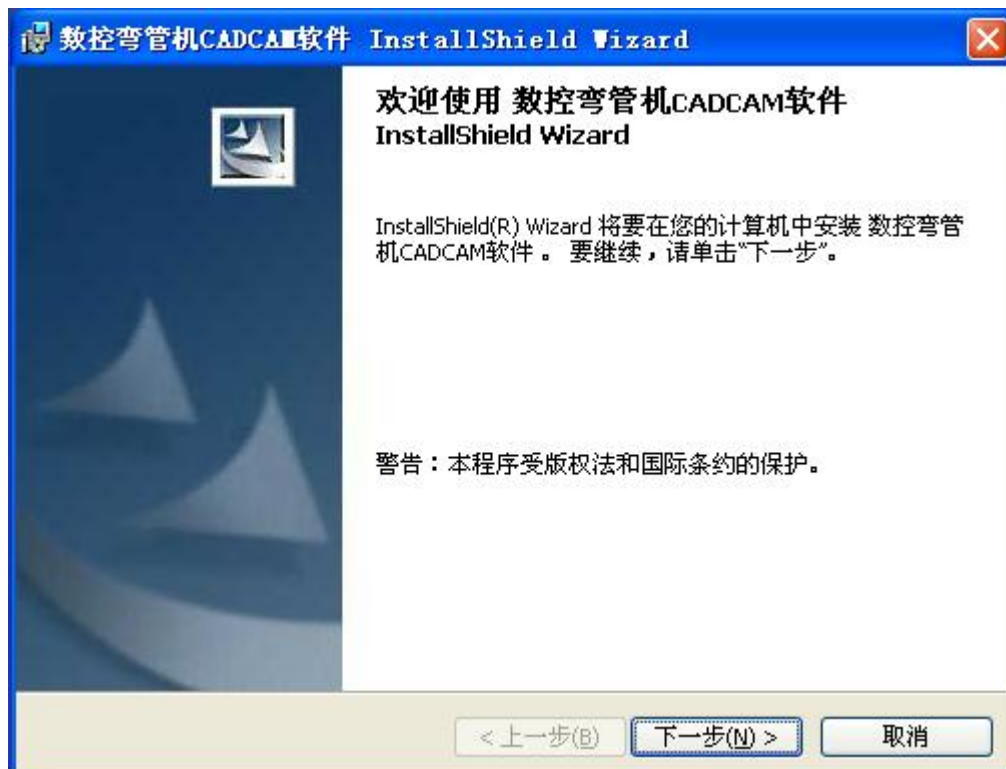 数控弯管机CADCAM软件 InstallShield Wizard
欢迎使用 数控弯管机CADCAM软件
InstallShield Wizard
InstallShield(R) Wizard 将要在您的计算机中安装 数控弯管
机CADCAM软件 。 要继续，请单击“下一步”。
警告：本程序受版权法和国际条约的保护。
<上一步(B) 下一步(N) > 取消